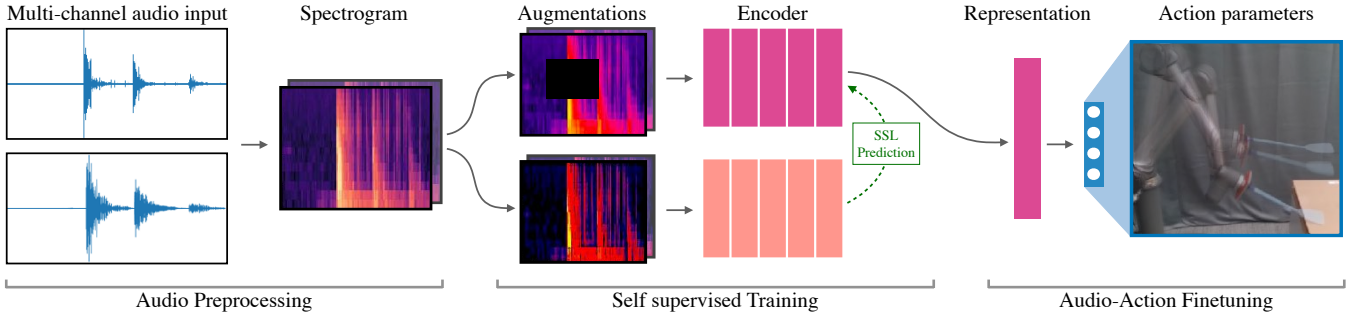 Multi-channel audio input
Spectrogram
Augmentations
Encoder
Representation
Action parameters
SSL
Prediction
Audio Preprocessing
Self supervised Training
Audio-Action Finetuning